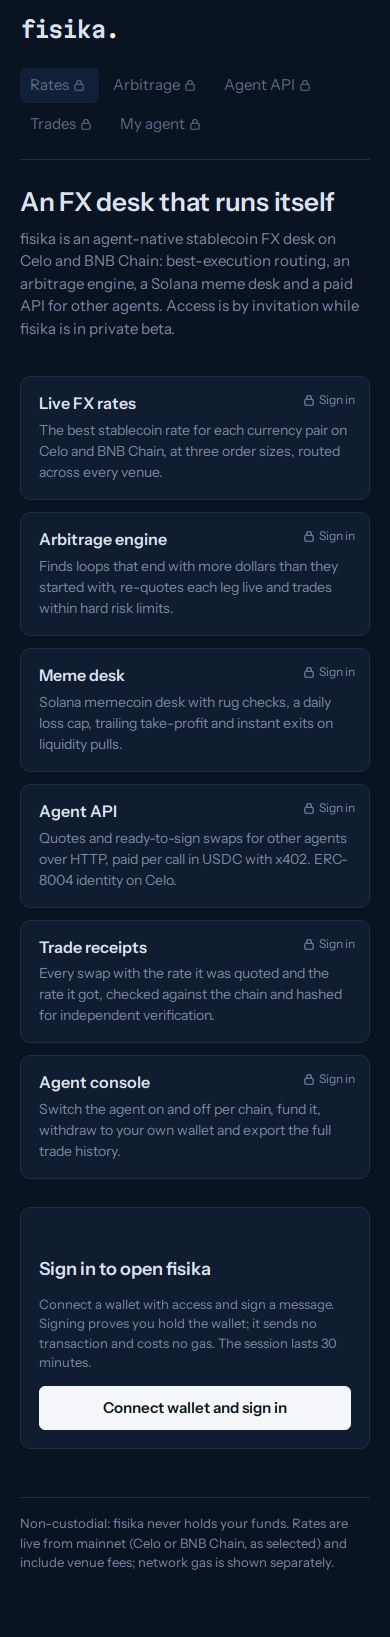 fisika.
Rates
Arbitrage
Agent API
Trades
My agent
An FX desk that runs itself
fisika is an agent-native stablecoin FX desk on
Celo and BNB Chain: best-execution routing, an
arbitrage engine, a Solana meme desk and a paid
API for other agents. Access is by invitation while
fisika is in private beta.
Live FX rates
Sign in
The best stablecoin rate for each currency pair on
Celo and BNB Chain, at three order sizes, routed
across every venue.
Arbitrage engine
Sign in
Finds loops that end with more dollars than they
started with, re-quotes each leg live and trades
within hard risk limits.
Meme desk
Sign in
Solana memecoin desk with rug checks, a daily
loss cap, trailing take-profit and instant exits on
liquidity pulls.
Agent API
Sign in
Quotes and ready-to-sign swaps for other agents
over HTTP, paid per call in USDC with x402. ERC-
8004 identity on Celo.
Trade receipts
Sign in
Every swap with the rate it was quoted and the
rate it got, checked against the chain and hashed
for independent verification.
Agent console
Sign in
Switch the agent on and off per chain, fund it,
withdraw to your own wallet and export the full
trade history.
Sign in to open fisika
Connect a wallet with access and sign a message.
Signing proves you hold the wallet; it sends no
transaction and costs no gas. The session lasts 30
minutes.
Connect wallet and sign in
Non-custodial: fisika never holds your funds. Rates are
live from mainnet (Celo or BNB Chain, as selected) and
include venue fees; network gas is shown separately.